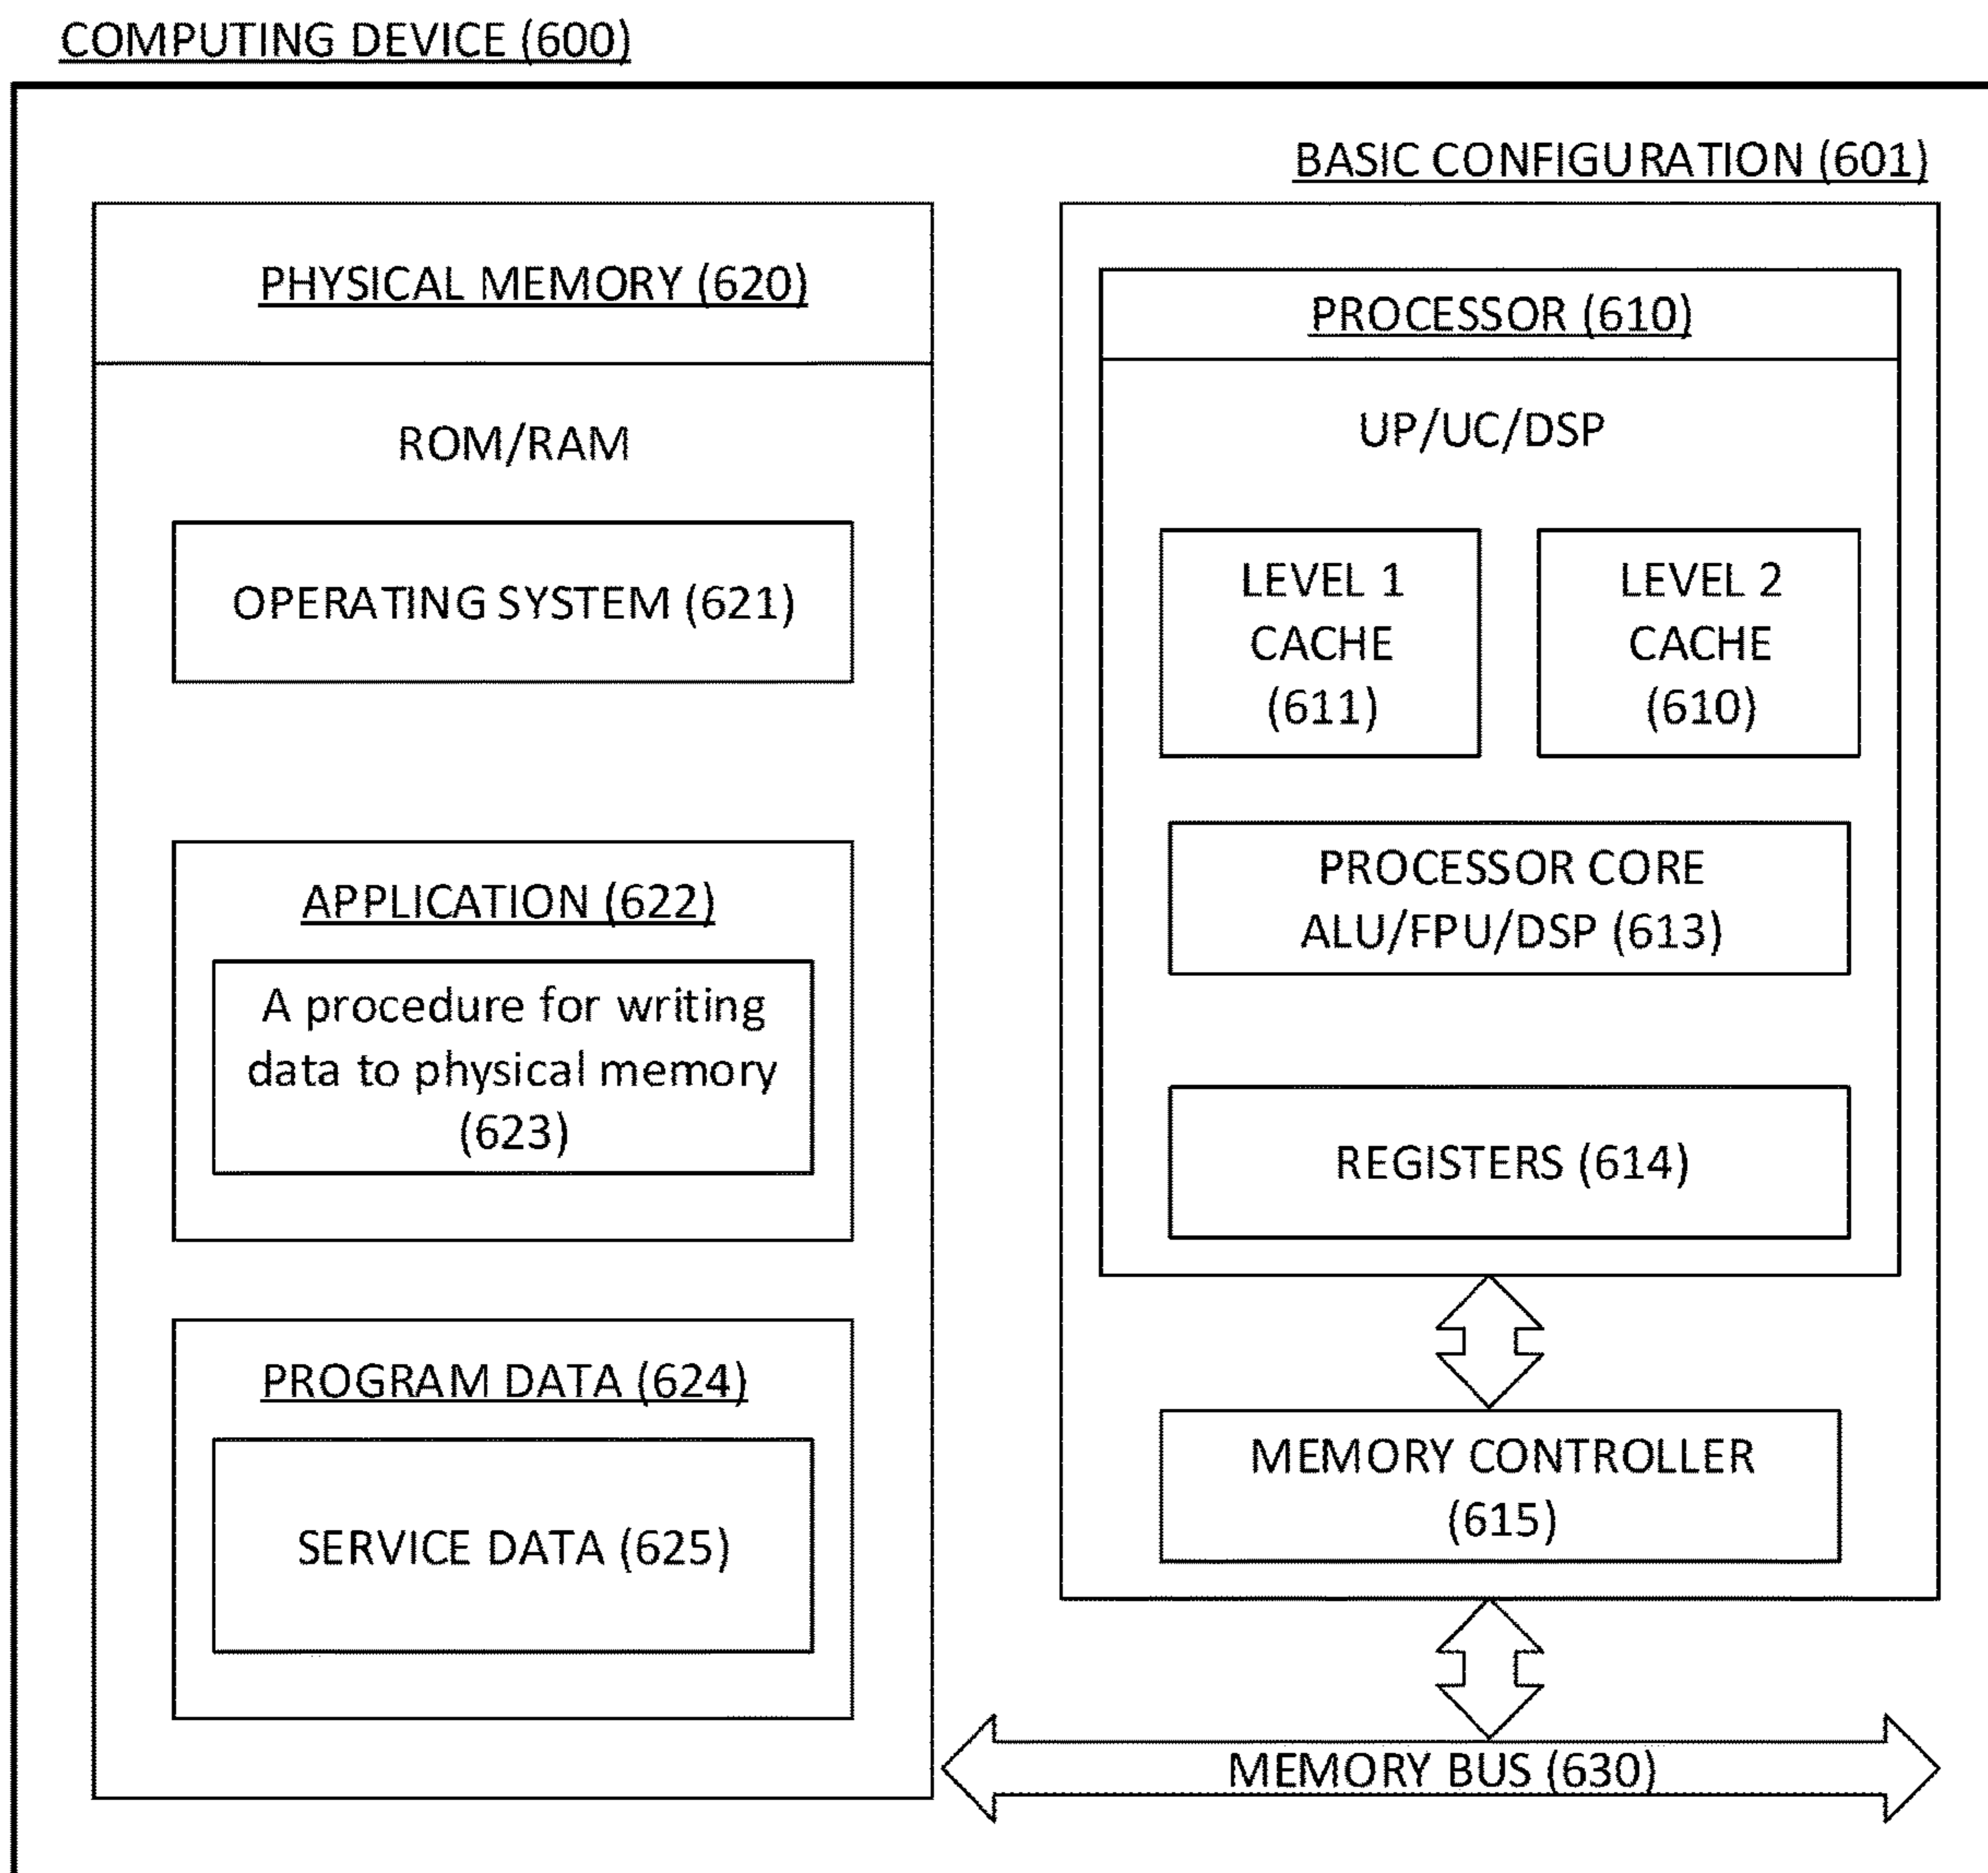 COMPUTING DEVICE (600)
PHYSICAL MEMORY (620)
ROM/RAM
OPERATING SYSTEM (621)
APPLICATION (622)
A procedure for writing
data to physical memory
(623)
PROGRAM DATA (624)
SERVICE DATA (625)
BASIC CONFIGURATION (601)
PROCESSOR (610)
UP/UC/DSP
LEVEL 1
CACHE
(611)
LEVEL 2
CACHE
(610)
PROCESSOR CORE
ALU/FPU/DSP (613)
REGISTERS (614)
MEMORY CONTROLLER
(615)
MEMORY BUS (630)